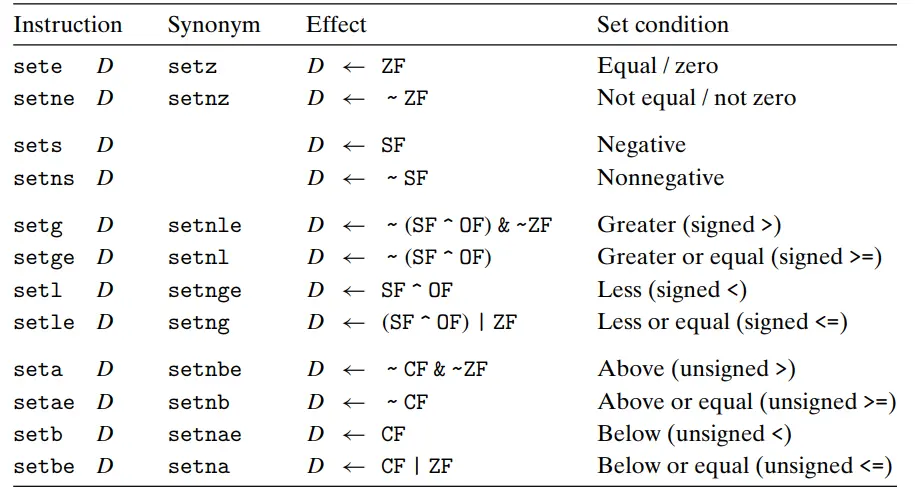 Instruction Synonym Effect Set condition
sete D setz D ← ZF Equal / zero
setne D setnz D ← ~ ZF Not equal / not zero
sets D D ← SF Negative
setns D D ← ~ SF Nonnegative
setg D setnle D ← ~ (SF ^ OF) & ~ZF Greater (signed >)
setge D setnl D ← ~ (SF ^ OF) Greater or equal (signed >=)
setl D setnge D ← SF ^ OF Less (signed <)
setle D setng D ← (SF ^ OF) | ZF Less or equal (signed <=)
seta D setnbe D ← ~ CF & ~ZF Above (unsigned >)
setae D setnb D ← ~ CF Above or equal (unsigned >=)
setb D setnae D ← CF Below (unsigned <)
setbe D setna D ← CF | ZF Below or equal (unsigned <=)